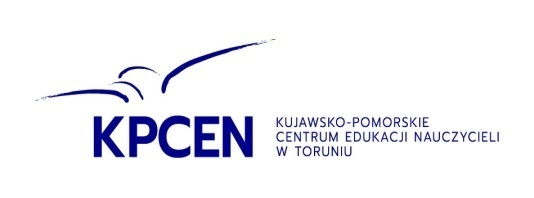 KPCEN
KUJAWSKO-POMORSKIE
CENTRUM EDUKACJI NAUCZYCIELI
W TORUNIU